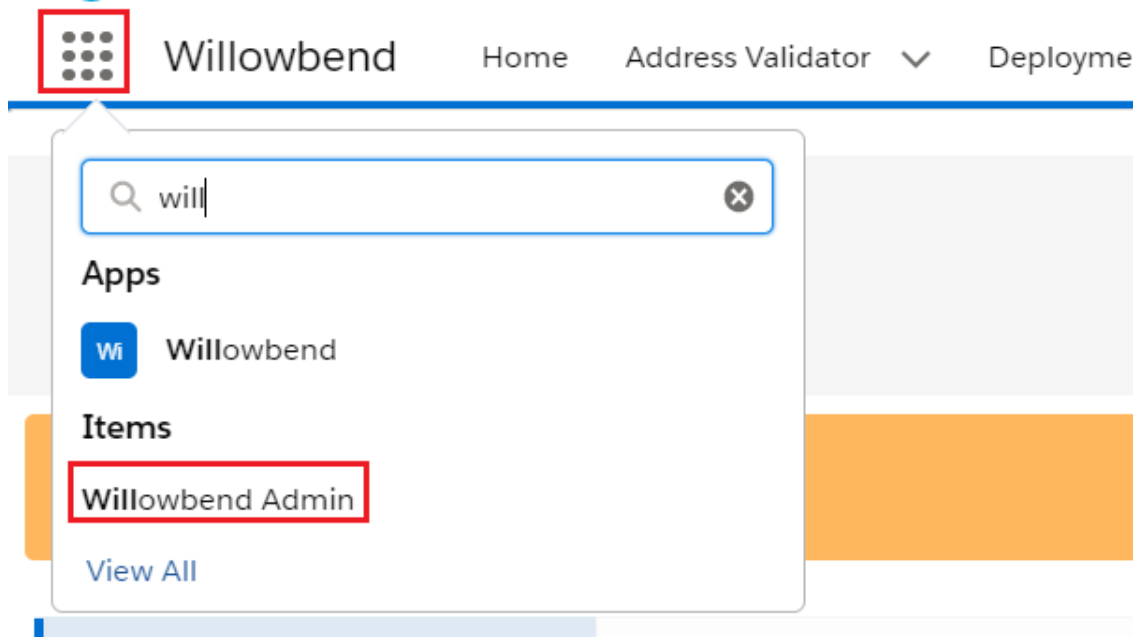 Willowbend Home Address Validator Deployme
will
Apps
Wi Willowbend
Items
Willowbend Admin
View All